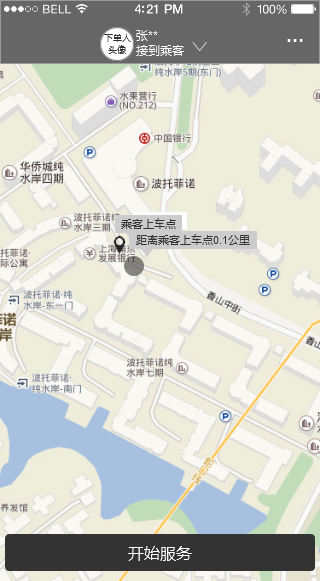 BELL 4:21 PM 100%
下单人
头像
张**
接到乘客
水岸5期(东门)
水果营行
(NO.212)
中国银行
P
华侨城纯
水岸四期
波托菲诺
波托菲诺纯
水岸三期
乘客上车点
距离乘客上车点0.1公里
上海浦东
发展银行
际公寓
P
P
香山中街
波托菲诺·纯
水岸-东一门
香山中
诺
岸
波托菲诺纯
水岸七期
波托菲诺·
纯水岸-南门
P
养发馆
开始服务